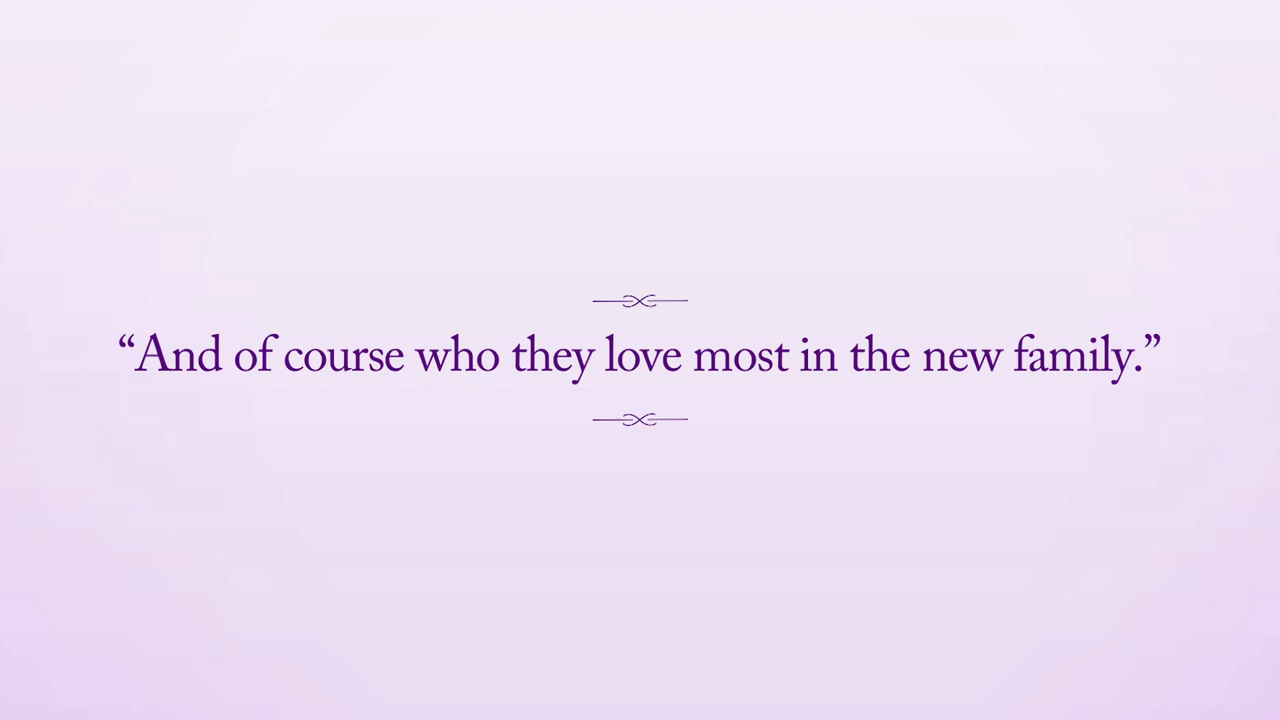 “And of course who they love most in the new family.”